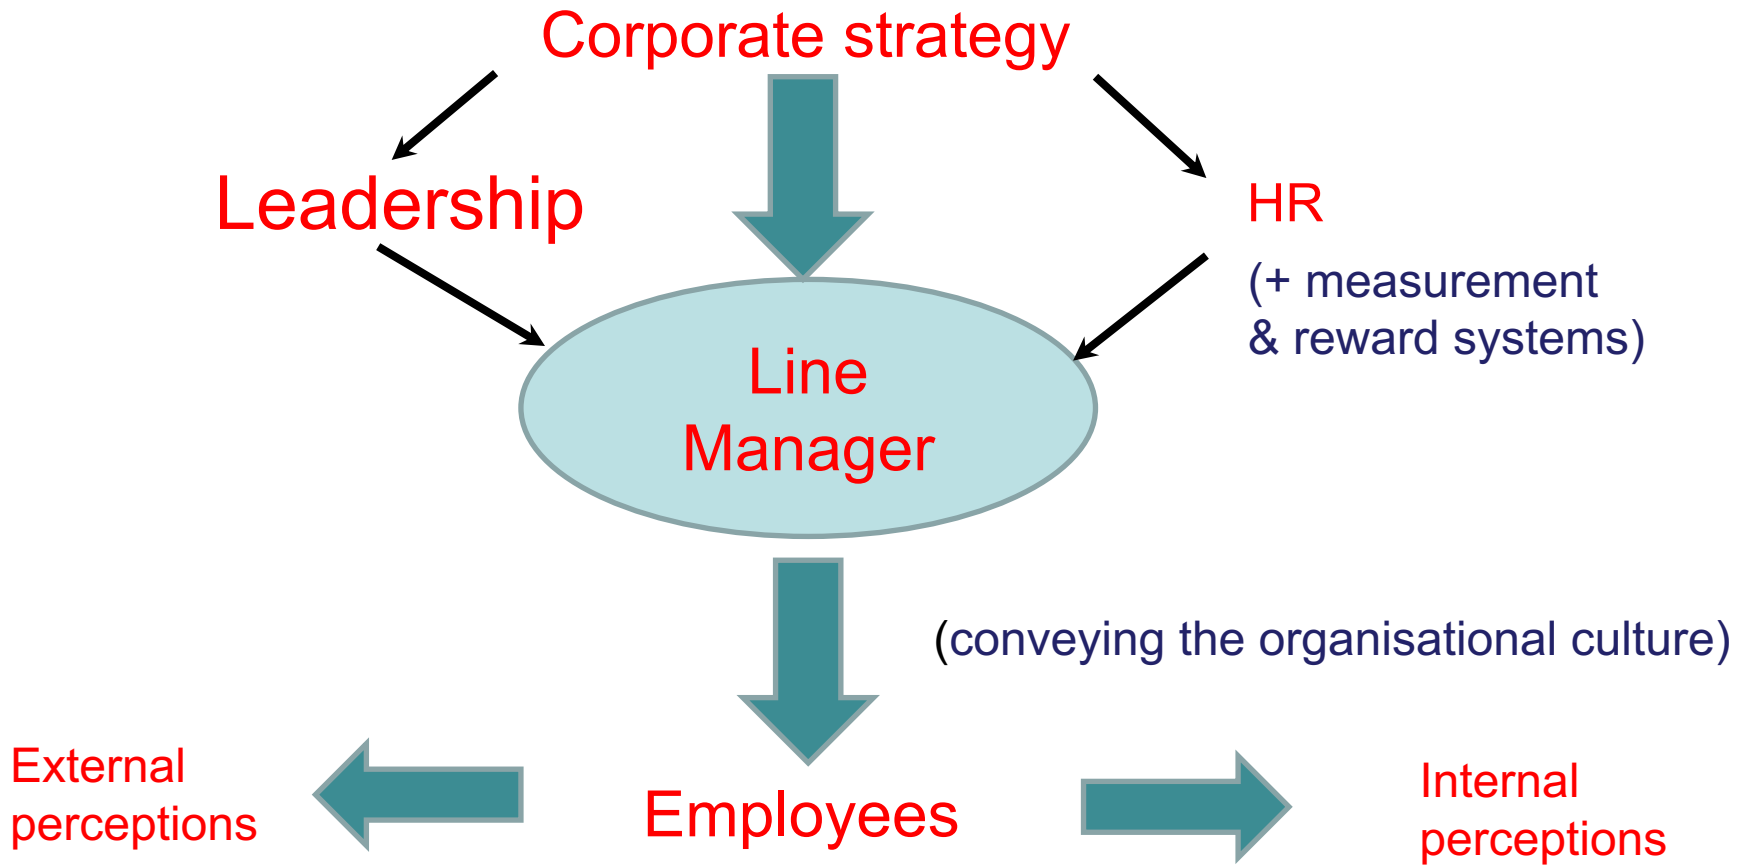 Corporate strategy
Leadership
HR
(+ measurement
& reward systems)
Line
Manager
(conveying the organisational culture)
External
perceptions
Employees
Internal
perceptions